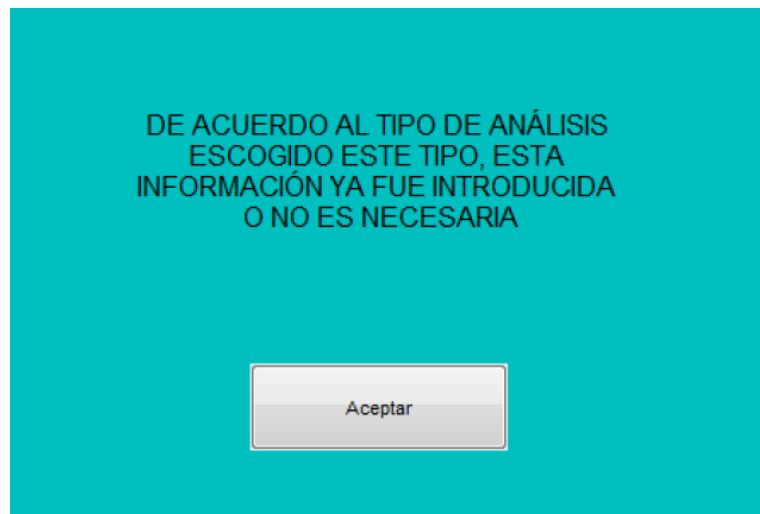 DE ACUERDO AL TIPO DE ANÁLISIS
ESCOGIDO ESTE TIPO, ESTA
INFORMACIÓN YA FUE INTRODUCIDA
O NO ES NECESARIA
Aceptar